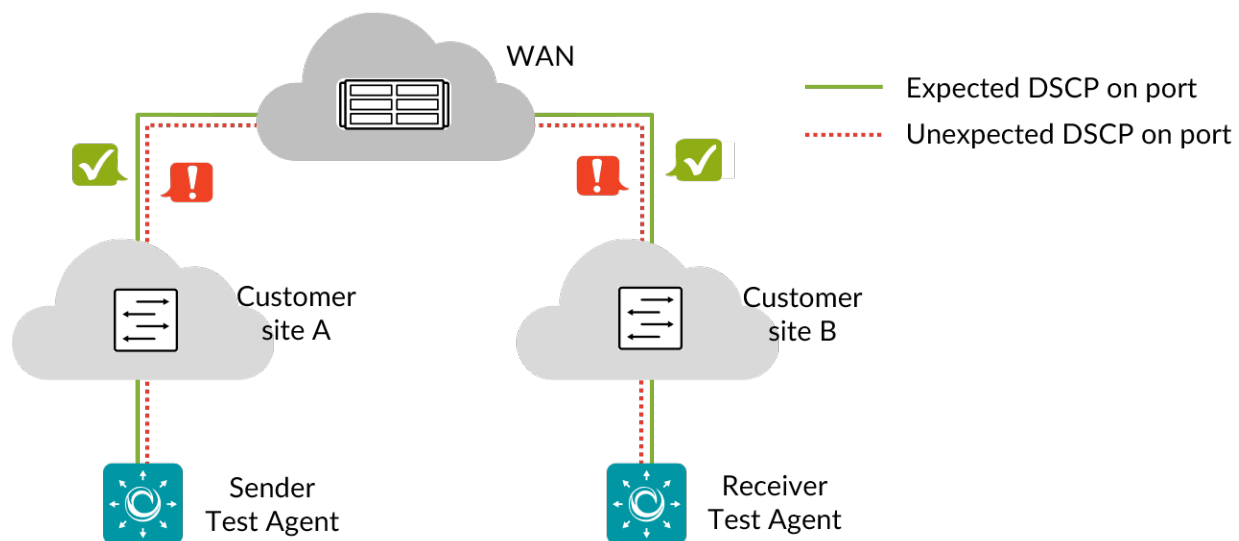 WAN
Expected DSCP on port
Unexpected DSCP on port
Customer
site A
Customer
site B
Sender
Test Agent
Receiver
Test Agent